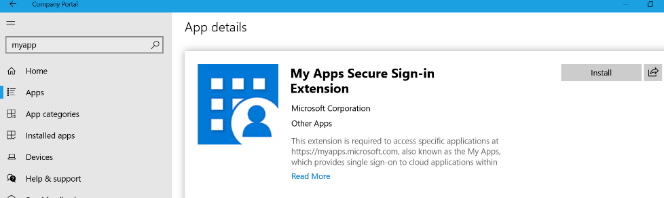 Company Portal
App details
myapp
Home
Apps
App categories
Installed apps
Devices
Help & support
My Apps Secure Sign-in
Extension
Install
Microsoft Corporation
Other Apps
This extension is required to access specific applications at
https://myapps.microsoft.com, also known as the My Apps,
which provides single sign-on to cloud applications within
Read More